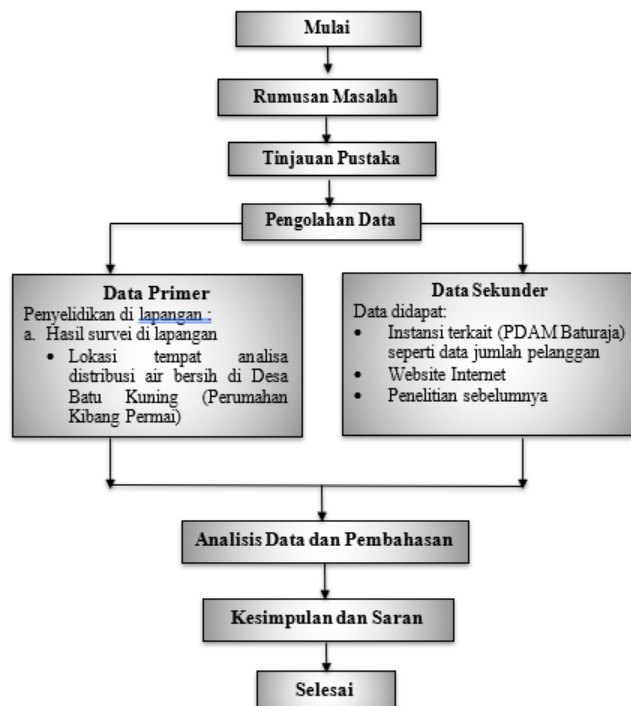 Mulai
Rumusan Masalah
Tinjauan Pustaka
Pengolahan Data
Data Primer
Penyelidikan di lapangan :
a. Hasil survei di lapangan
• Lokasi tempat analisa
distribusi air bersih di Desa
Batu Kuning (Perumahan
Kibang Permai)
Data Sekunder
Data didapat:
• Instansi terkait (PDAM Baturaja)
seperti data jumlah pelanggan
• Website Internet
• Penelitian sebelumnya
Analisis Data dan Pembahasan
Kesimpulan dan Saran
Selesai